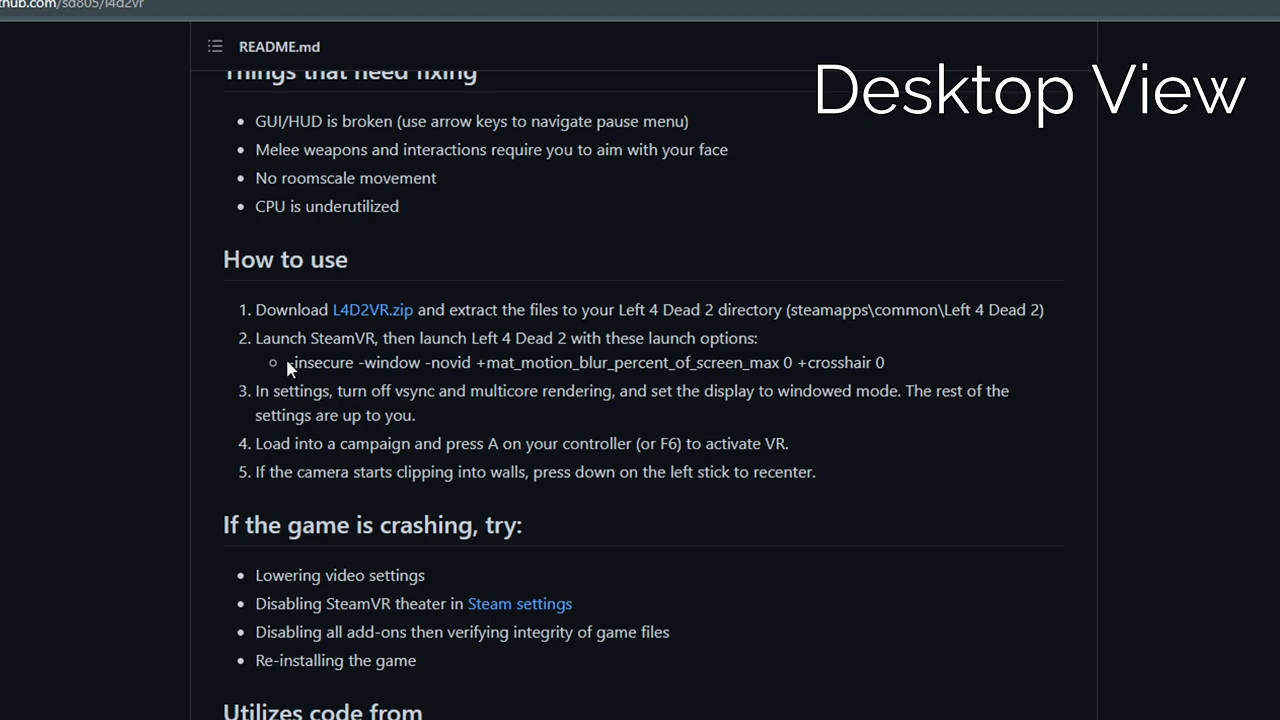 thub.com/sd805/l4d2vr
README.md
Things that need fixing
Desktop View
• GUI/HUD is broken (use arrow keys to navigate pause menu)
• Melee weapons and interactions require you to aim with your face
• No roomscale movement
• CPU is underutilized
How to use
1. Download L4D2VR.zip and extract the files to your Left 4 Dead 2 directory (steamapps\common\Left 4 Dead 2)
2. Launch SteamVR, then launch Left 4 Dead 2 with these launch options:
○ -insecure -window -novid +mat_motion_blur_percent_of_screen_max 0 +crosshair 0
3. In settings, turn off vsync and multicore rendering, and set the display to windowed mode. The rest of the
settings are up to you.
4. Load into a campaign and press A on your controller (or F6) to activate VR.
5. If the camera starts clipping into walls, press down on the left stick to recenter.
If the game is crashing, try:
• Lowering video settings
• Disabling SteamVR theater in Steam settings
• Disabling all add-ons then verifying integrity of game files
• Re-installing the game
Utilizes code from